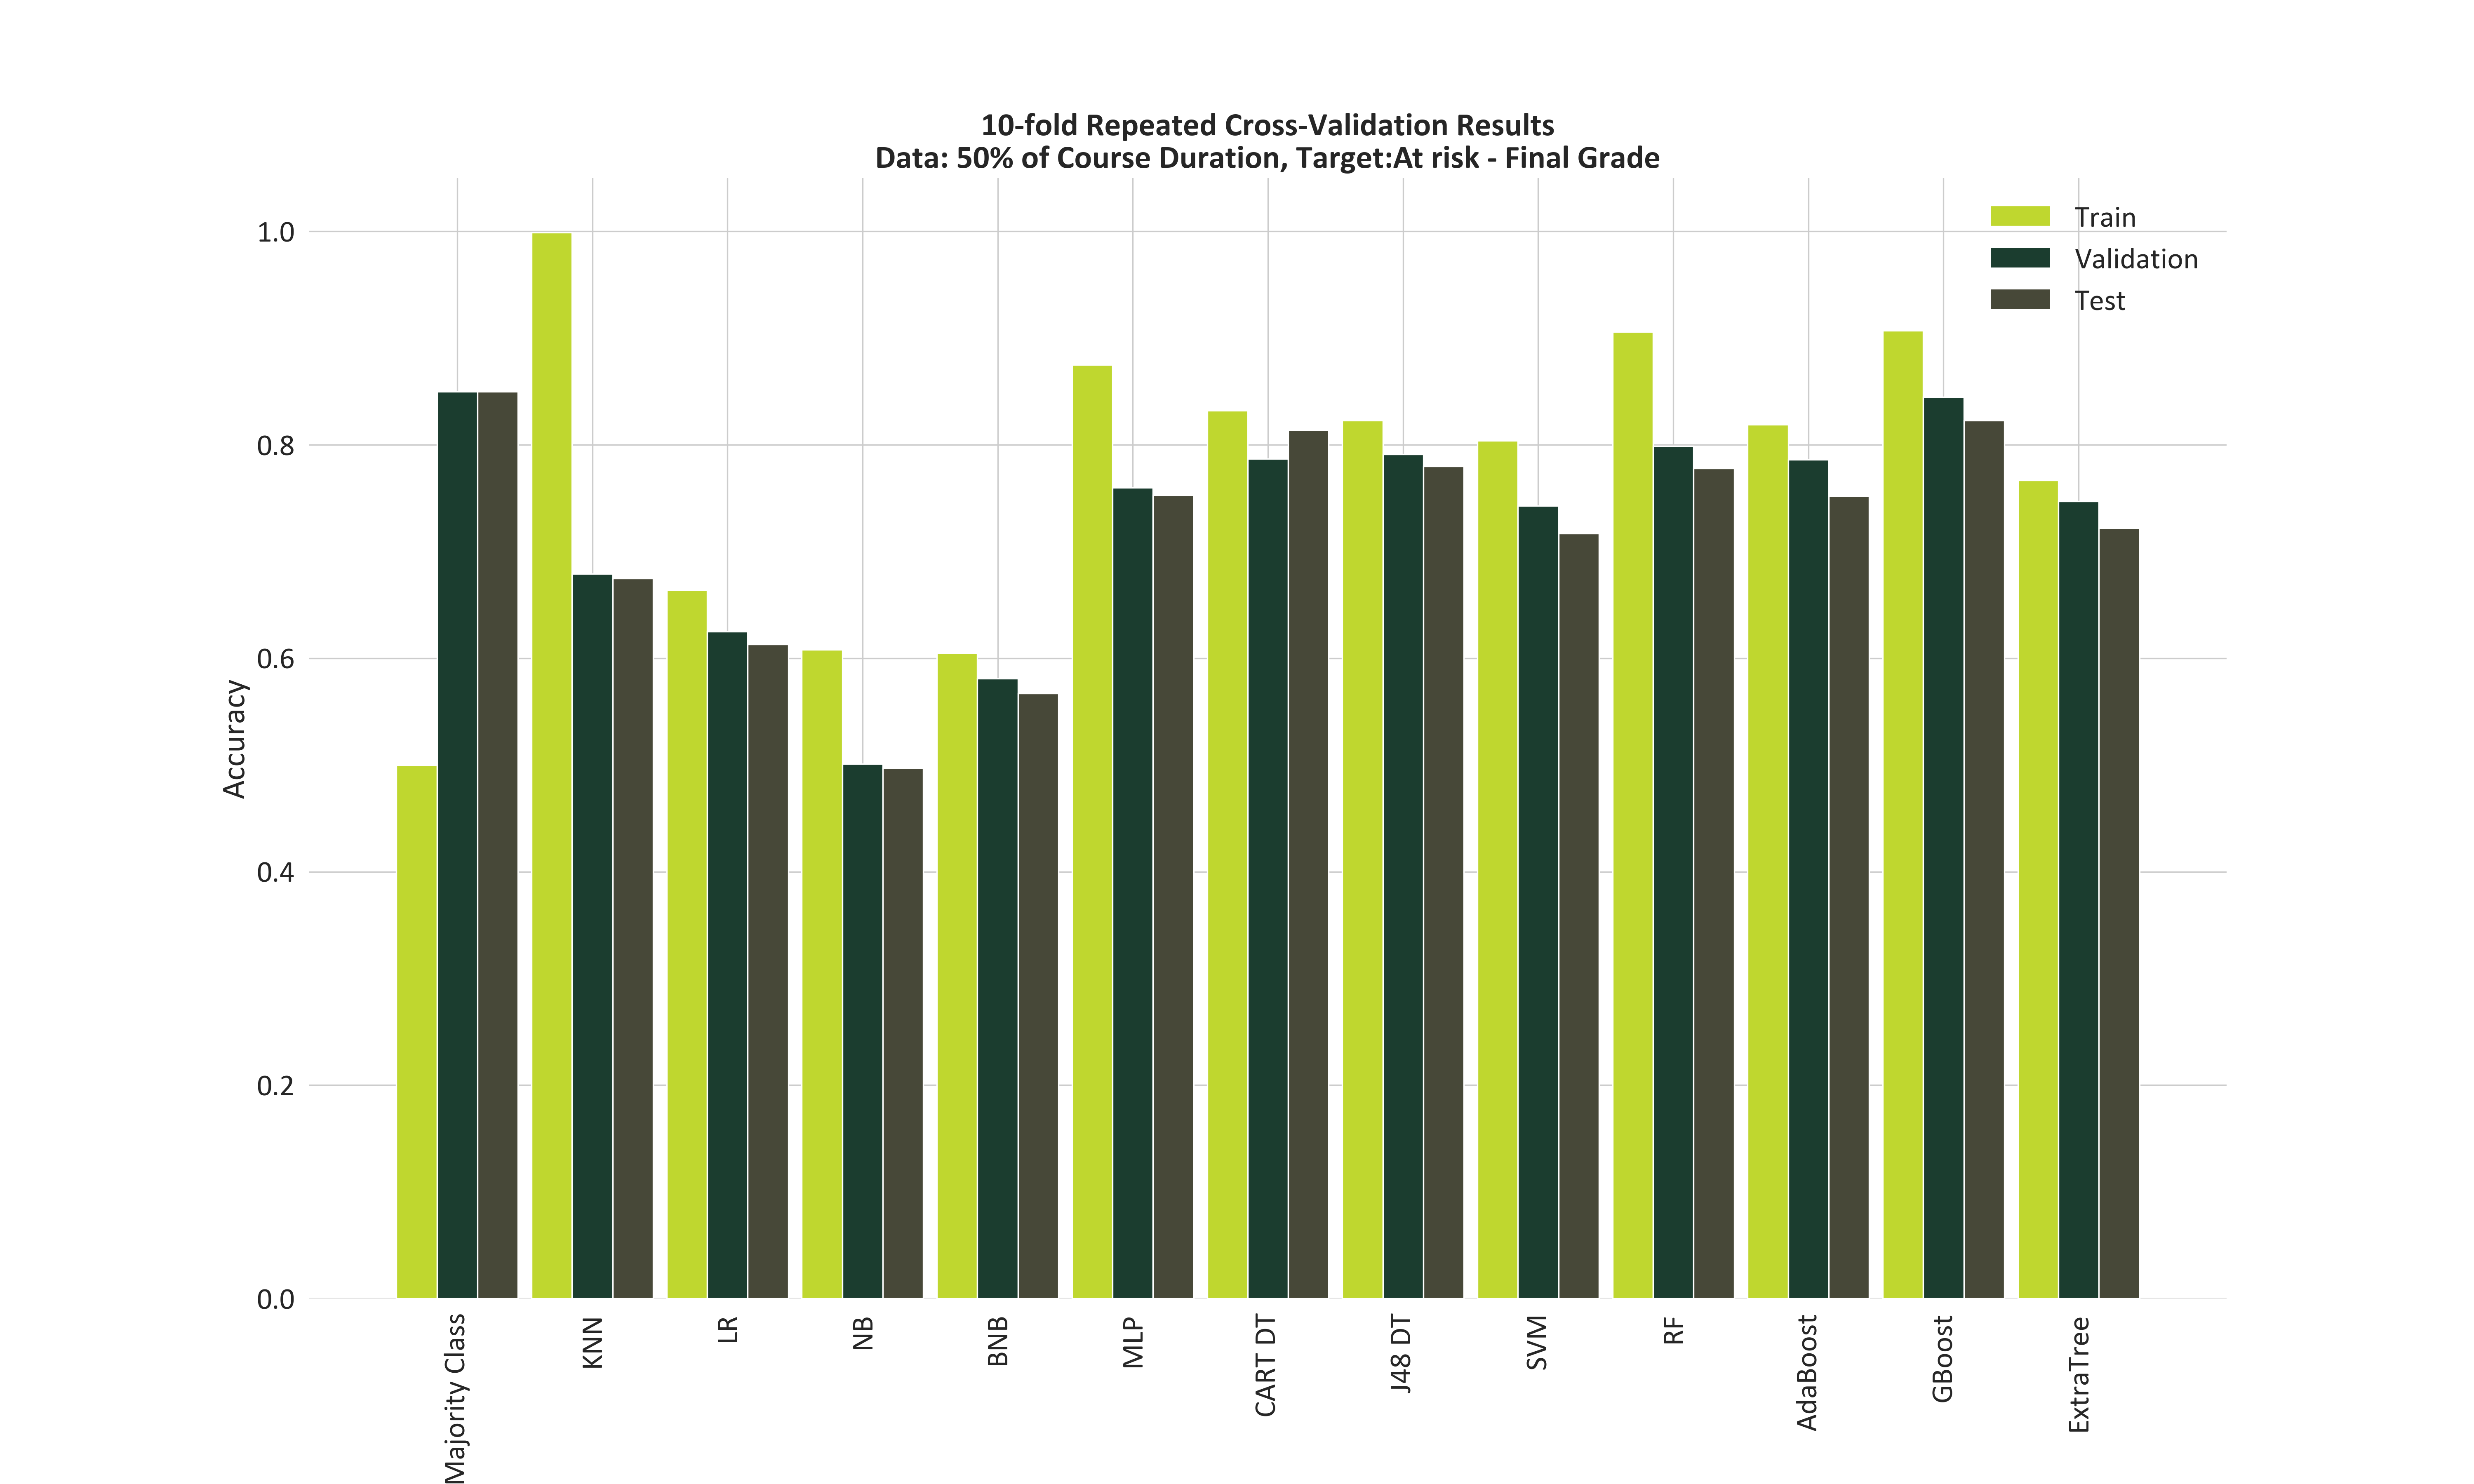 10-fold Repeated Cross-Validation Results
Data: 50% of Course Duration, Target:At risk - Final Grade
Train
Validation
Test
Accuracy
1.0
0.8
0.6
0.4
0.2
0.0
Majority Class
KNN
LR
NB
BNB
MLP
CART DT
J48 DT
SVM
RF
AdaBoost
GBoost
ExtraTree